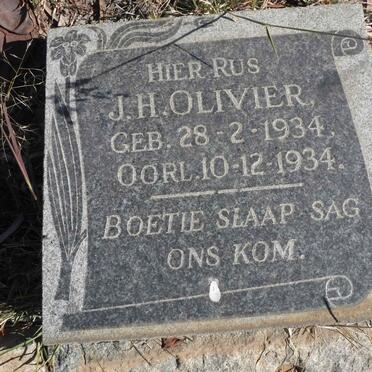 HIER RUS
J.H. OLIVIER,
GEB. 28-2-1934,
OORL. 10-12-1934.
BOETIE SLAAP SAG
ONS KOM.